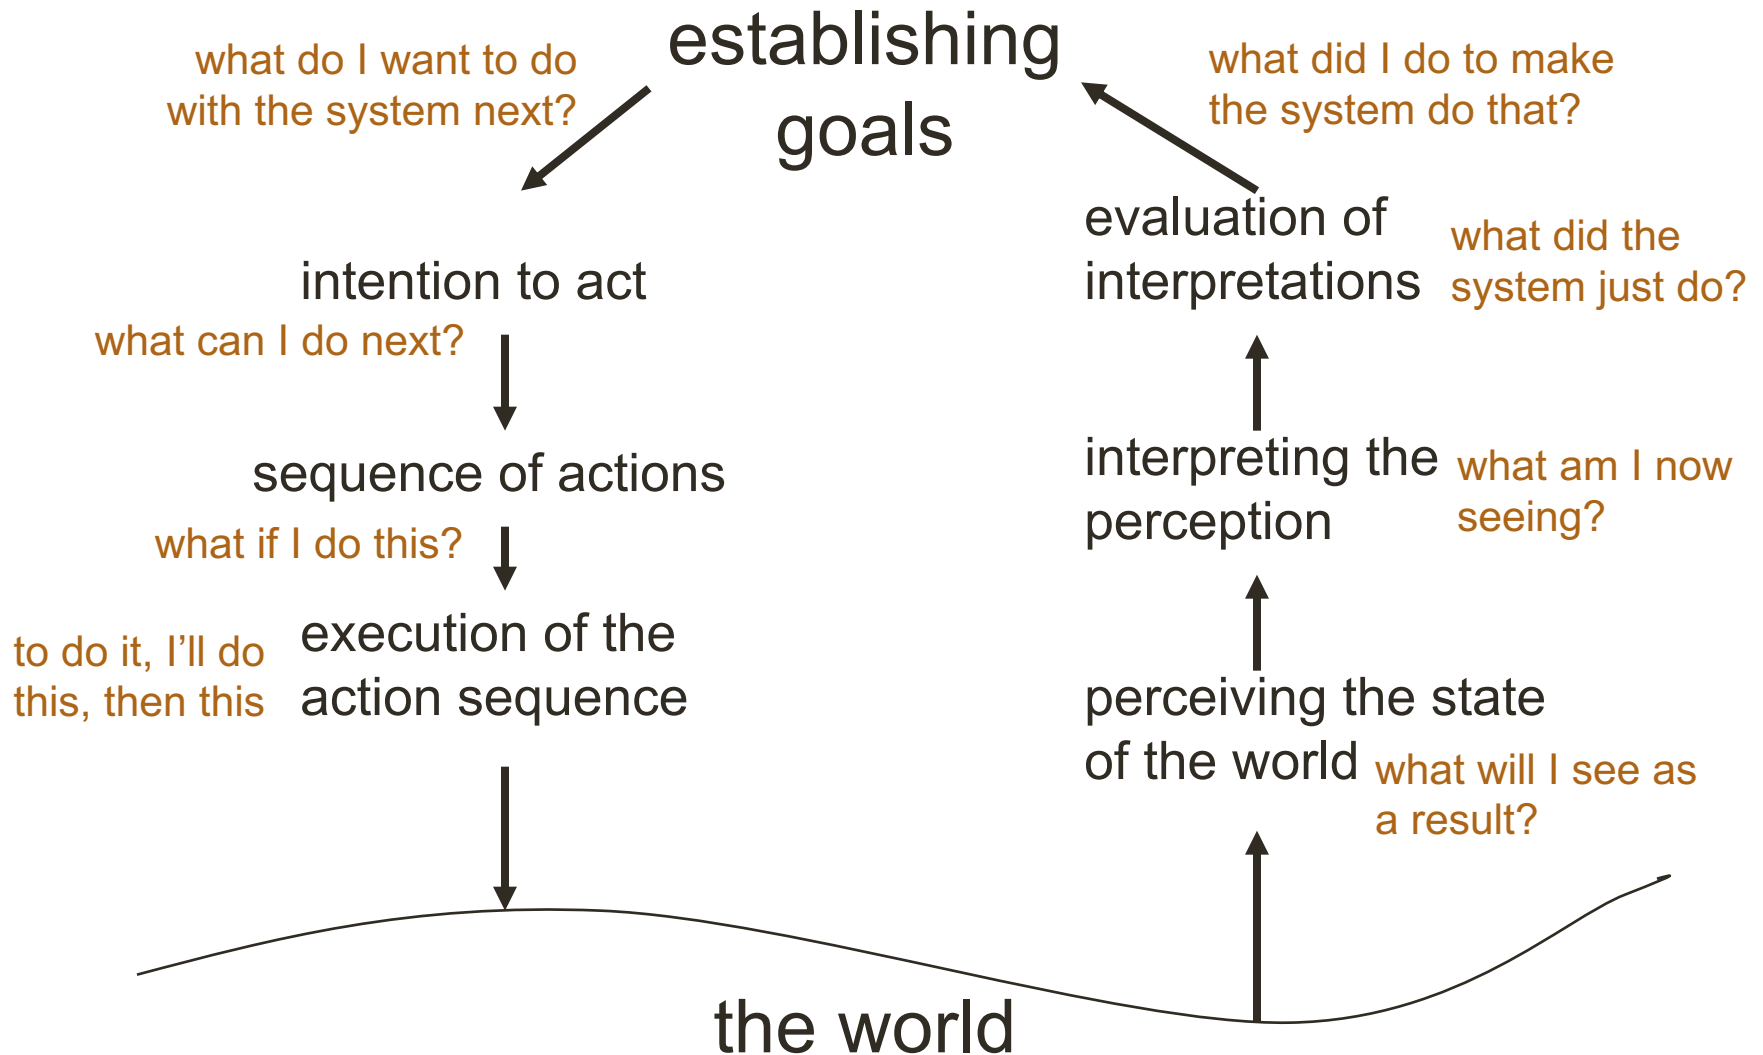 establishing
goals
what do I want to do
with the system next?
what did I do to make
the system do that?
intention to act
what can I do next?
sequence of actions
what if I do this?
to do it, I’ll do
this, then this
execution of the
action sequence
evaluation of
interpretations
what did the
system just do?
interpreting the
perception
what am I now
seeing?
perceiving the state
of the world
what will I see as
a result?
the world